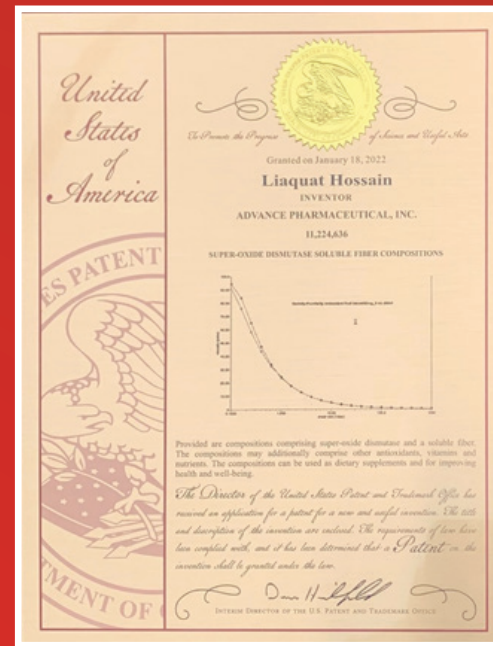 United
States
of
America
ES PATENT
TMENT OF
To Promote the Progress of Science and Useful Arts
Granted on January 18, 2022
Liaquat Hossain
INVENTOR
ADVANCE PHARMACEUTICAL, INC.
11,224,636
SUPER-OXIDE DISMUTASE SOLUBLE FIBER COMPOSITIONS
Provided are compositions comprising super-oxide dismutase and a soluble fiber.
The compositions may additionally comprise other antioxidants, vitamins and
nutrients. The compositions can be used as dietary supplements and for improving
health and well-being.
The Director of the United States Patent and Trademark Office has
received an application for a patent for a new and useful invention. The title
and description of the invention are enclosed. The requirements of law have
been complied with, and it has been determined that a Patent on the
invention shall be granted under the law.
INTERIM DIRECTOR OF THE U.S. PATENT AND TRADEMARK OFFICE